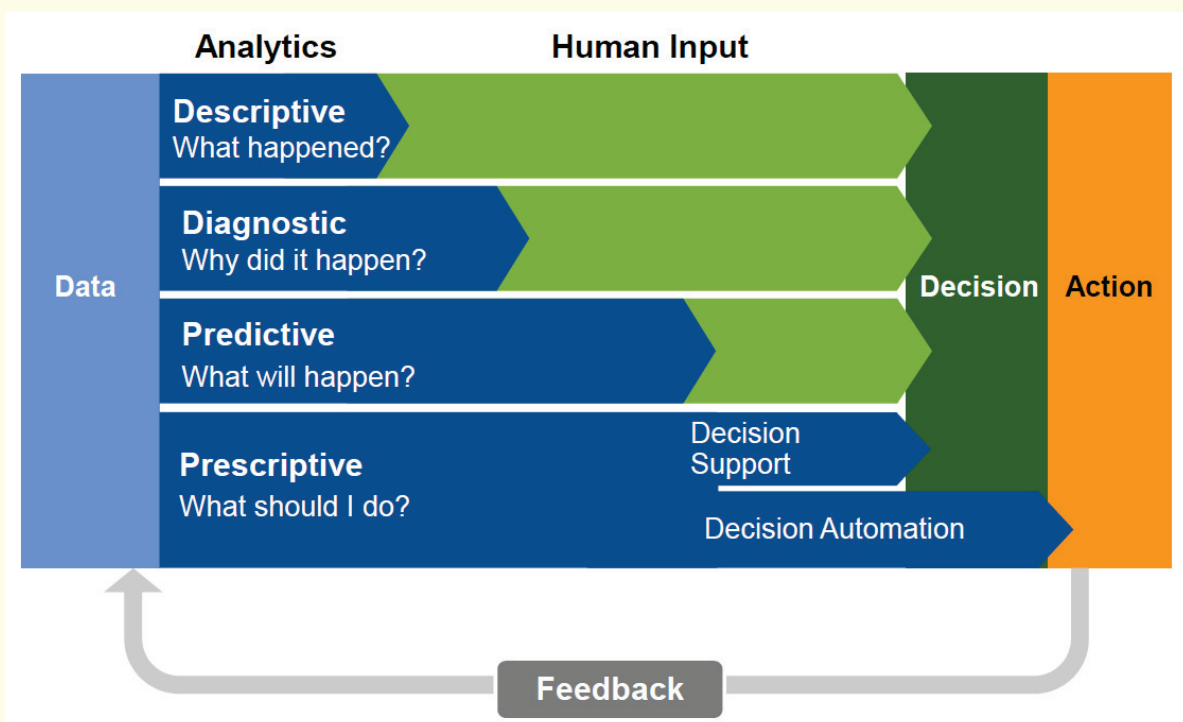 Analytics
Human Input
Data
Descriptive
What happened?
Diagnostic
Why did it happen?
Predictive
What will happen?
Prescriptive
What should I do?
Decision
Support
Decision Automation
Decision
Action
Feedback